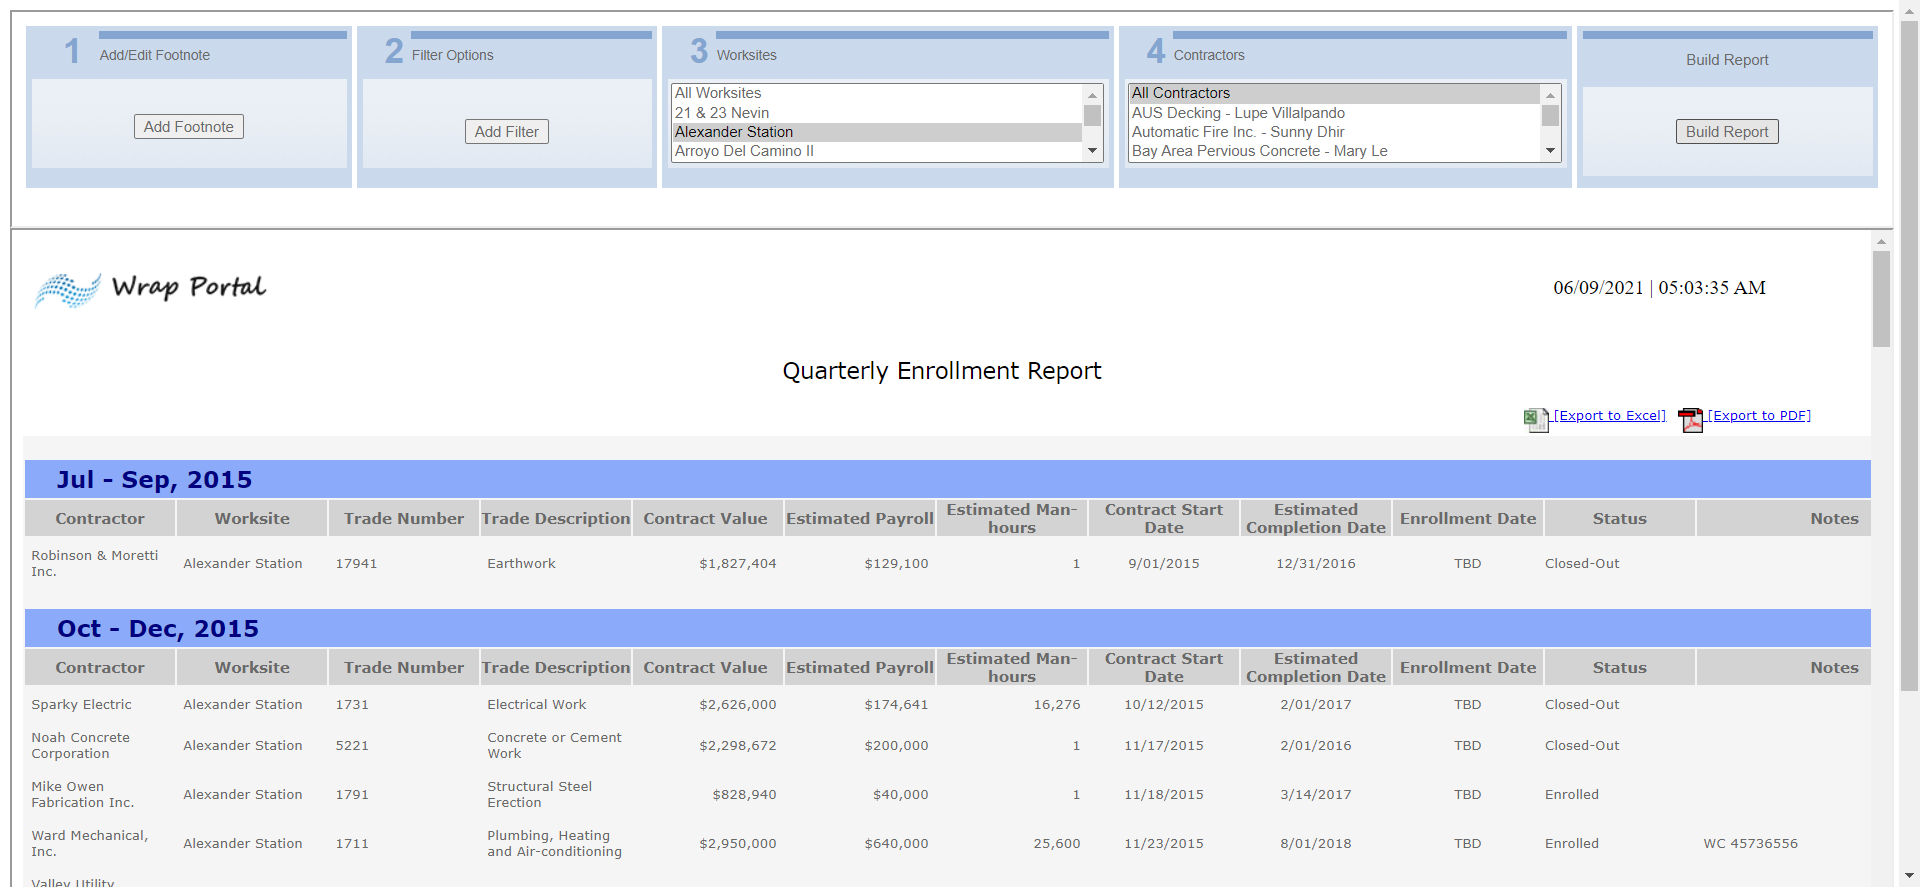 1 Add/Edit Footnote
Add Footnote
2 Filter Options
Add Filter
3 Worksites
All Worksites
21 & 23 Nevin
Alexander Station
Arroyo Del Camino II
4 Contractors
All Contractors
AUS Decking - Lupe Villalpando
Automatic Fire Inc. - Sunny Dhir
Bay Area Pervious Concrete - Mary Le
Build Report
Build Report
Wrap Portal
06/09/2021 | 05:03:35 AM
Quarterly Enrollment Report
[Export to Excel] [Export to PDF]
Jul - Sep, 2015
Contractor Worksite Trade Number Trade Description Contract Value Estimated Payroll Estimated Man-hours Contract Start Date Estimated Completion Date Enrollment Date Status Notes
Robinson & Moretti Inc. Alexander Station 17941 Earthwork $1,827,404 $129,100 1 9/01/2015 12/31/2016 TBD Closed-Out
Oct - Dec, 2015
Contractor Worksite Trade Number Trade Description Contract Value Estimated Payroll Estimated Man-hours Contract Start Date Estimated Completion Date Enrollment Date Status Notes
Sparky Electric Alexander Station 1731 Electrical Work $2,626,000 $174,641 16,276 10/12/2015 2/01/2017 TBD Closed-Out
Noah Concrete Corporation Alexander Station 5221 Concrete or Cement Work $2,298,672 $200,000 1 11/17/2015 2/01/2016 TBD Closed-Out
Mike Owen Fabrication Inc. Alexander Station 1791 Structural Steel Erection $828,940 $40,000 1 11/18/2015 3/14/2017 TBD Enrolled
Ward Mechanical, Inc. Alexander Station 1711 Plumbing, Heating and Air-conditioning $2,950,000 $640,000 25,600 11/23/2015 8/01/2018 TBD Enrolled WC 45736556
Valley Utility